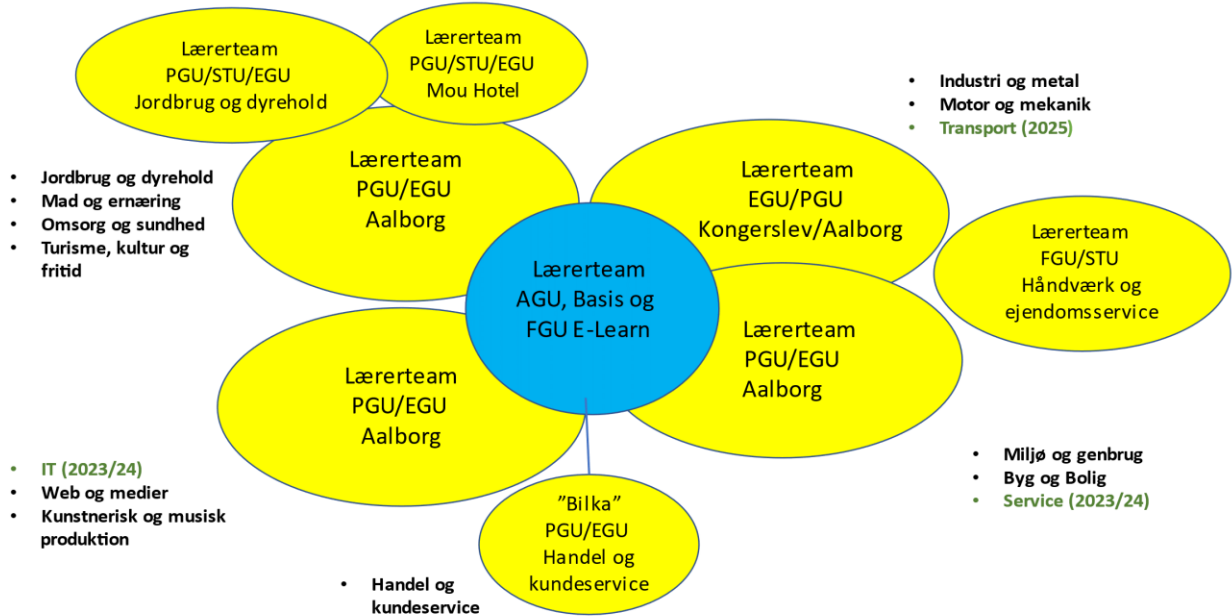 Lærerteam
PGU/STU/EGU
Jordbrug og dyrehold
Lærerteam
PGU/STU/EGU
Mou Hotel
• Industri og metal
• Motor og mekanik
• Transport (2025)
• Jordbrug og dyrehold
• Mad og ernæring
• Omsorg og sundhed
• Turisme, kultur og
fritid
Lærerteam
PGU/EGU
Aalborg
Lærerteam
EGU/PGU
Kongerslev/Aalborg
Lærerteam
FGU/STU
Håndværk og
ejendomsservice
Lærerteam
AGU, Basis og
FGU E-Learn
Lærerteam
PGU/EGU
Aalborg
Lærerteam
PGU/EGU
Aalborg
• IT (2023/24)
• Web og medier
• Kunstnerisk og musisk
produktion
• Miljø og genbrug
• Byg og Bolig
• Service (2023/24)
”Bilka”
PGU/EGU
Handel og
kundeservice
• Handel og
kundeservice